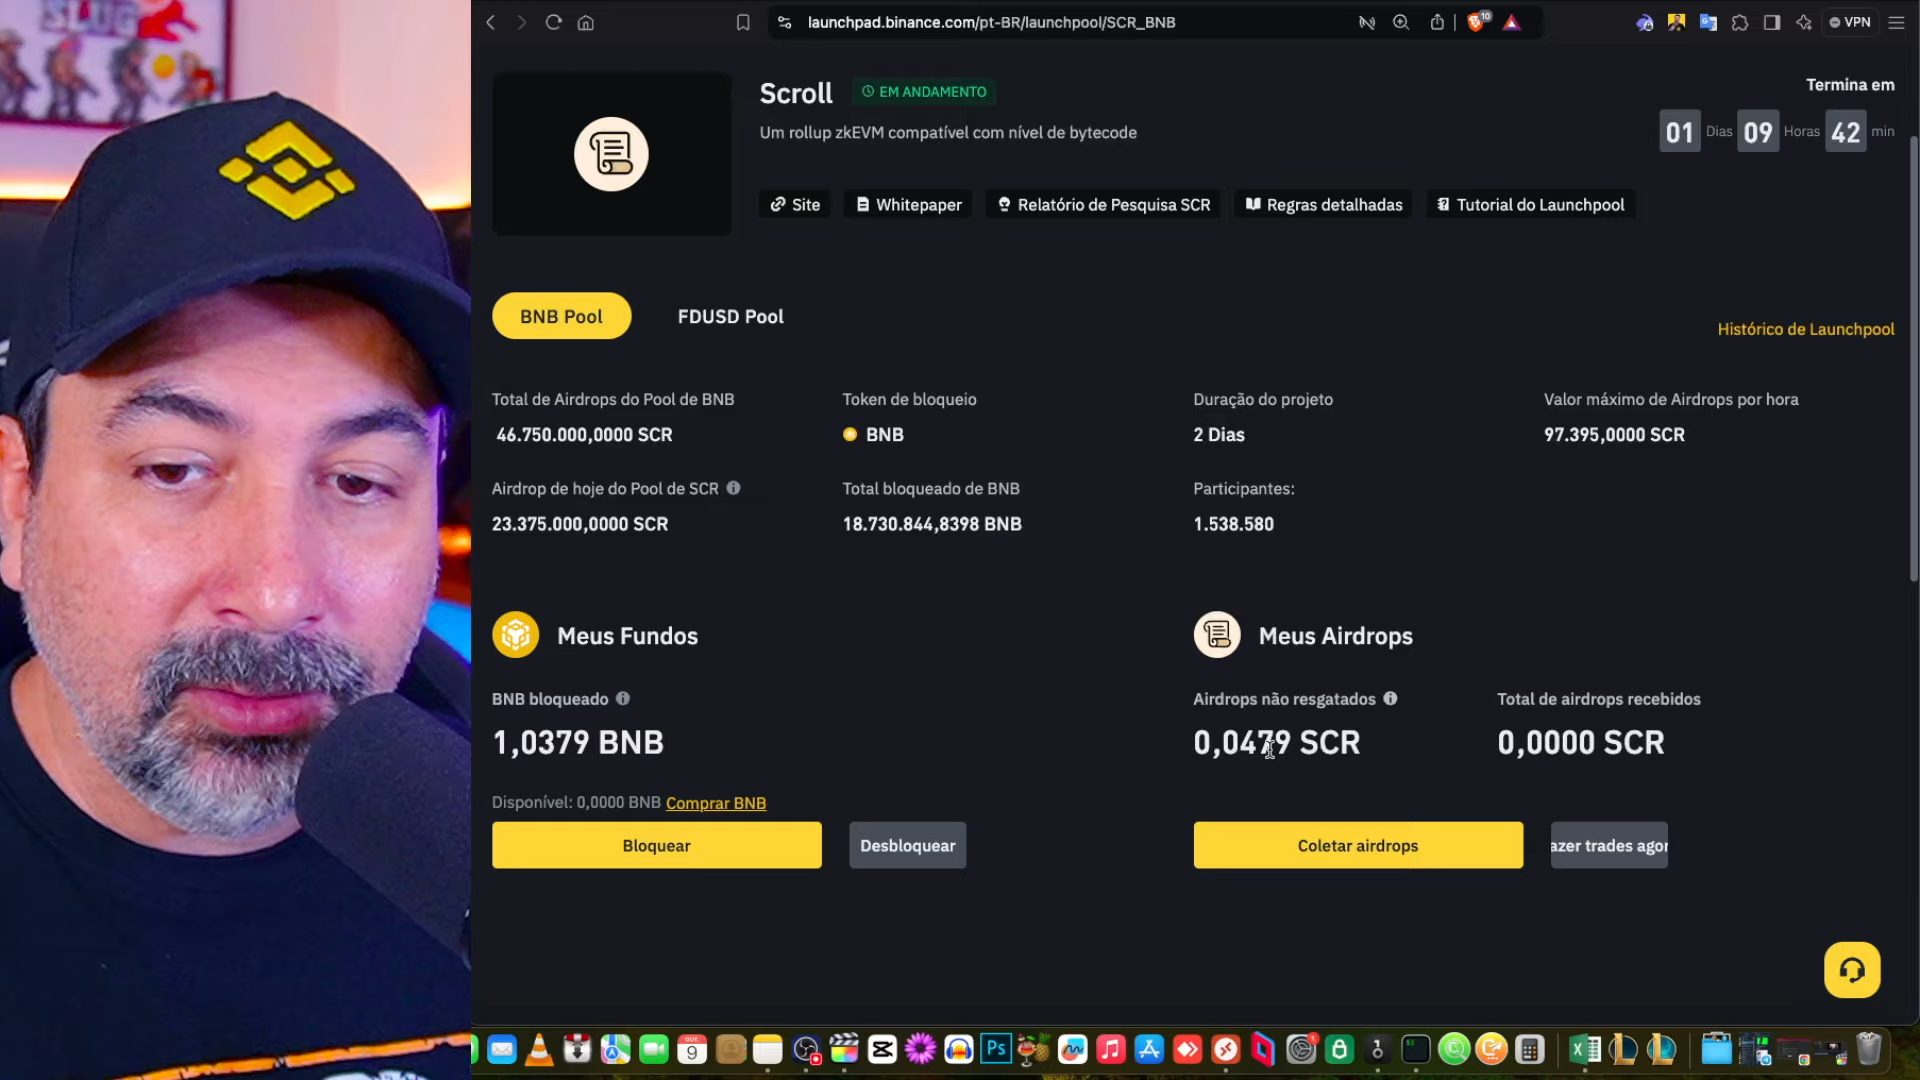 SLUG
launchpad.binance.com/pt-BR/launchpool/SCR_BNB
10
VPN
Scroll
EM ANDAMENTO
Um rollup zkEVM compatível com nível de bytecode
Termina em
01 Dias 09 Horas 42 min
Site
Whitepaper
Relatório de Pesquisa SCR
Regras detalhadas
Tutorial do Launchpool
BNB Pool
FDUSD Pool
Histórico de Launchpool
Total de Airdrops do Pool de BNB
46.750.000,0000 SCR
Token de bloqueio
BNB
Duração do projeto
2 Dias
Valor máximo de Airdrops por hora
97.395,0000 SCR
Airdrop de hoje do Pool de SCR
23.375.000,0000 SCR
Total bloqueado de BNB
18.730.844,8398 BNB
Participantes:
1.538.580
Meus Fundos
BNB bloqueado
1,0379 BNB
Disponível: 0,0000 BNB Comprar BNB
Bloquear
Desbloquear
Meus Airdrops
Airdrops não resgatados
0,0479 SCR
Total de airdrops recebidos
0,0000 SCR
Coletar airdrops
azer trades agor
9
Ps